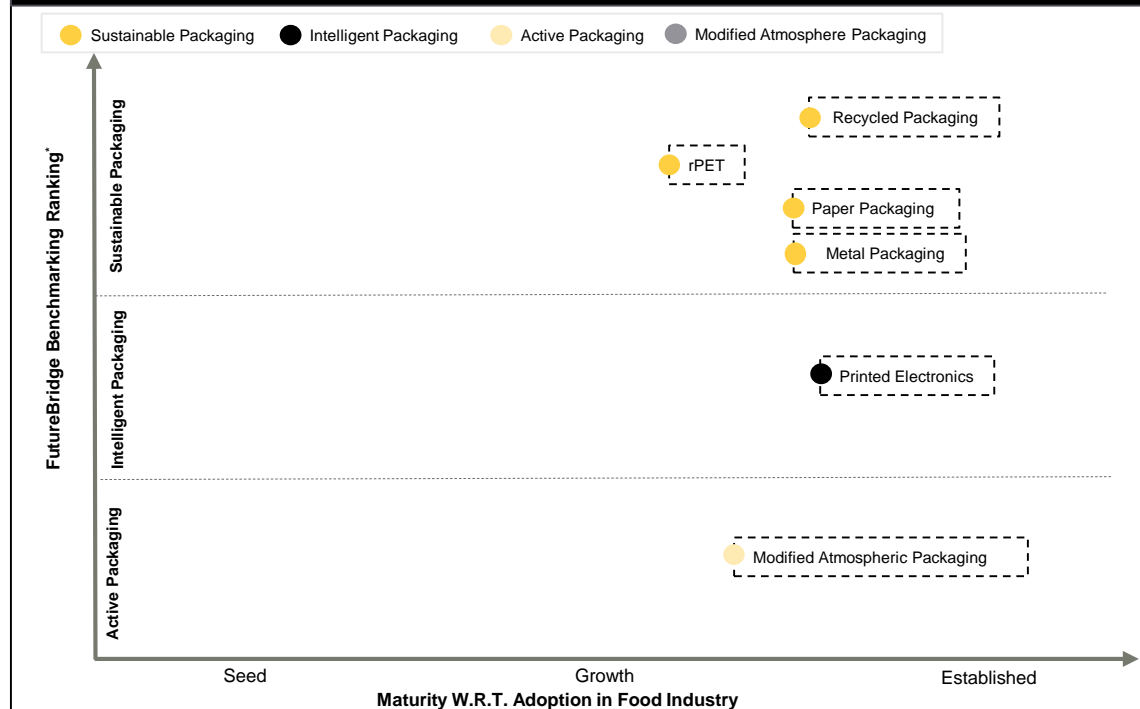 Sustainable Packaging
Intelligent Packaging
Active Packaging
Modified Atmosphere Packaging
FutureBridge Benchmarking Ranking*
Sustainable Packaging
Recycled Packaging
rPET
Paper Packaging
Metal Packaging
Intelligent Packaging
Printed Electronics
Active Packaging
Modified Atmospheric Packaging
Seed
Growth
Established
Maturity W.R.T. Adoption in Food Industry